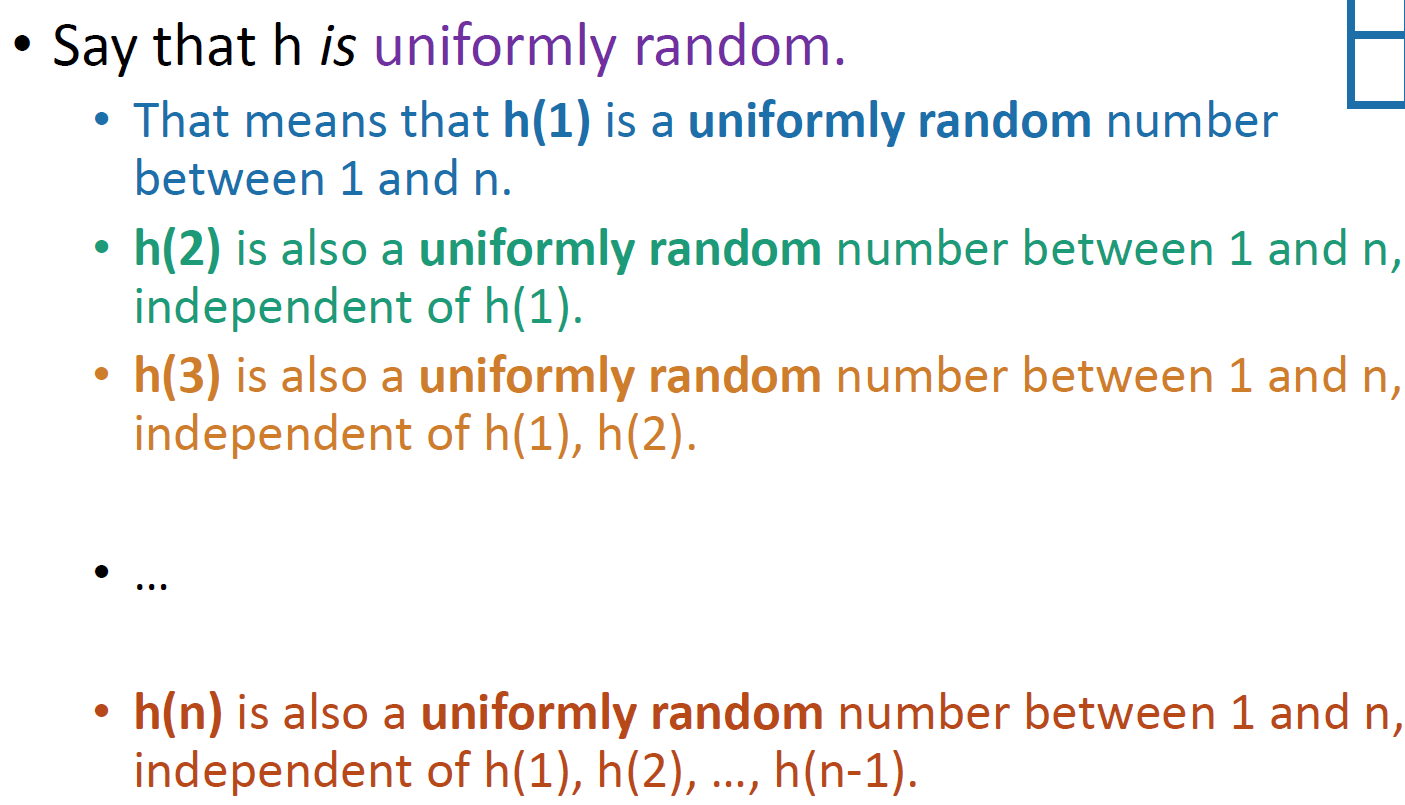 • Say that h is uniformly random.
• That means that h(1) is a uniformly random number
between 1 and n.
• h(2) is also a uniformly random number between 1 and n,
independent of h(1).
• h(3) is also a uniformly random number between 1 and n,
independent of h(1), h(2).
• …
• h(n) is also a uniformly random number between 1 and n,
independent of h(1), h(2), …, h(n-1).